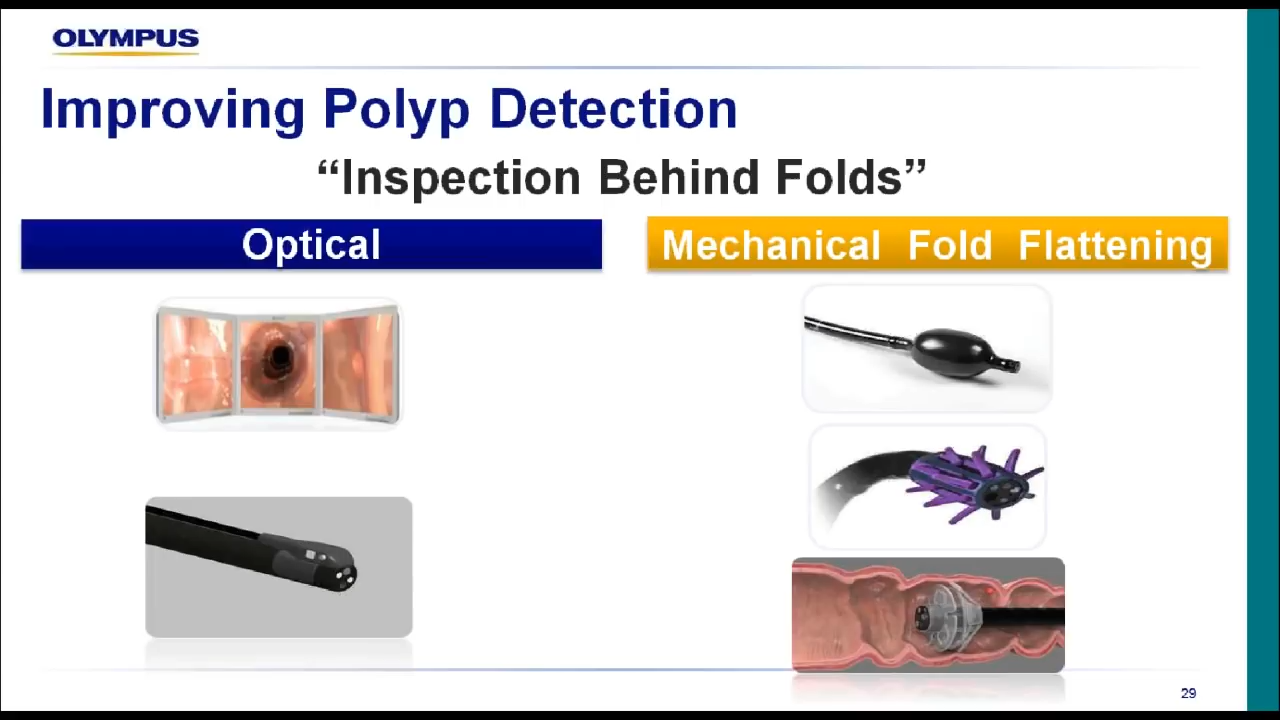 OLYMPUS
Improving Polyp Detection
“Inspection Behind Folds”
Optical
Mechanical Fold Flattening
29